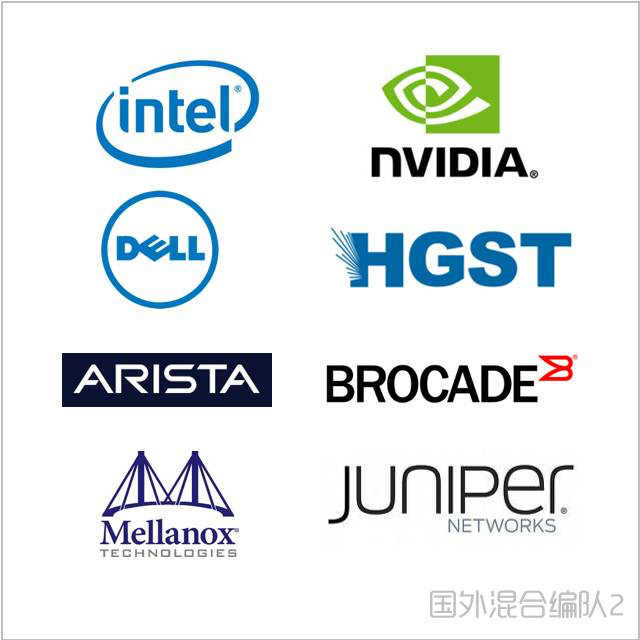 intel®
NVIDIA®
DELL
HGST
ARISTA
BROCADE®
Mellanox®
TECHNOLOGIES
JUNIPER®
NETWORKS
国外混合编队2